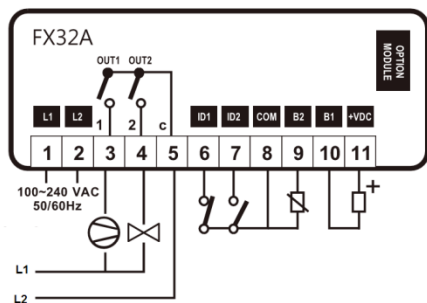 FX32A
OPTION MODULE
OUT1 OUT2
L1 L2 1 2 c ID1 ID2 COM B2 B1 +VDC
1 2 3 4 5 6 7 8 9 10 11
100~240 VAC
50/60Hz
+
L1
L2